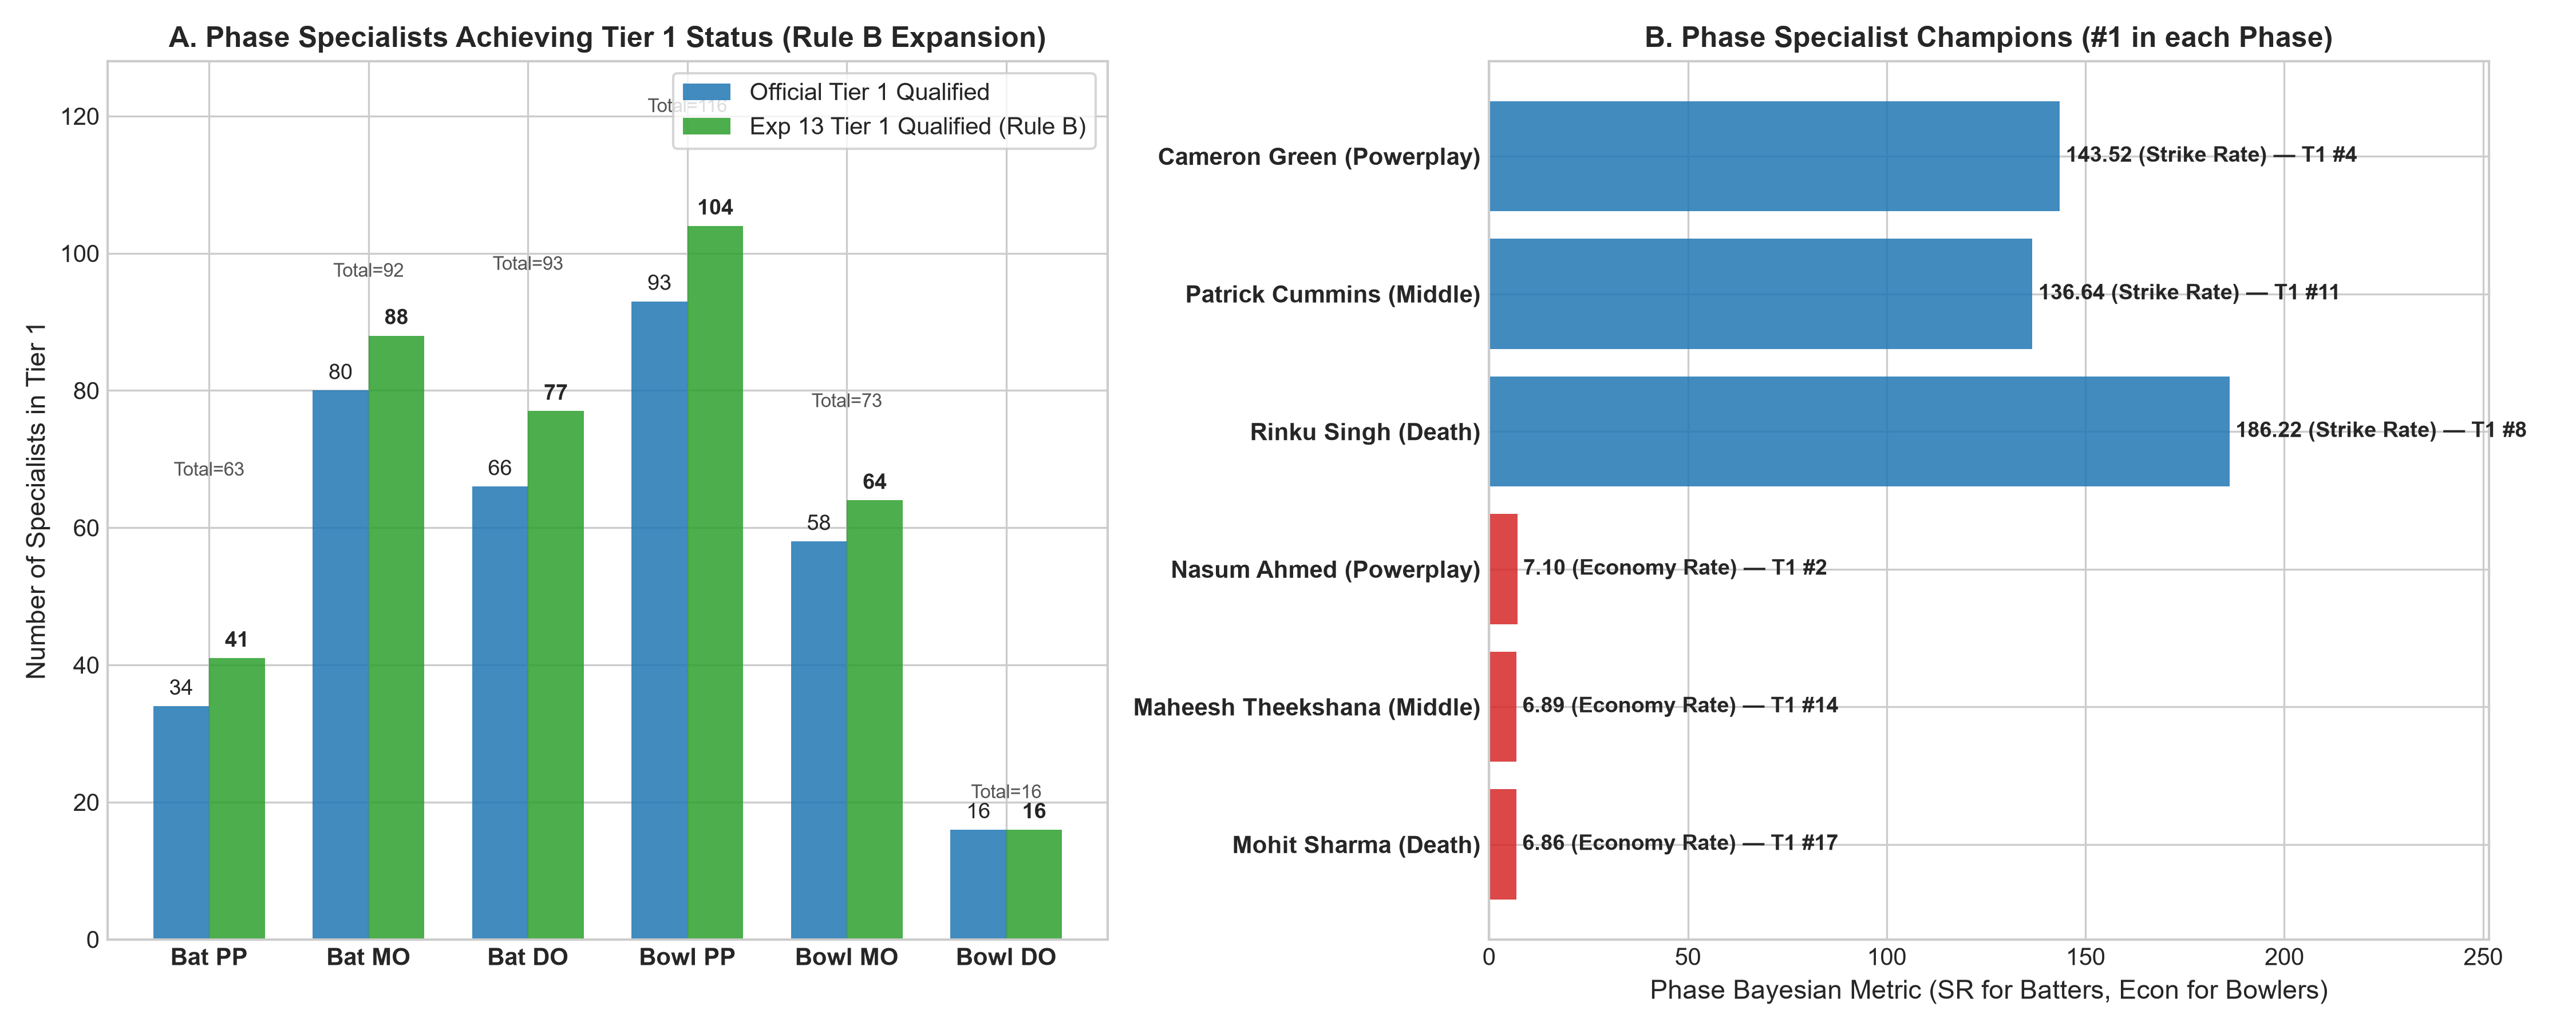 A. Phase Specialists Achieving Tier 1 Status (Rule B Expansion)
Number of Specialists in Tier 1
120
100
80
60
40
20
0
Official Tier 1 Qualified
Exp 13 Tier 1 Qualified (Rule B)
Total=116
Total=63
34
41
Total=92
80
88
Total=93
66
77
93
104
Total=73
58
64
Total=16
16
16
Bat PP
Bat MO
Bat DO
Bowl PP
Bowl MO
Bowl DO
B. Phase Specialist Champions (#1 in each Phase)
Cameron Green (Powerplay)
143.52 (Strike Rate) — T1 #4
Patrick Cummins (Middle)
136.64 (Strike Rate) — T1 #11
Rinku Singh (Death)
186.22 (Strike Rate) — T1 #8
Nasum Ahmed (Powerplay)
7.10 (Economy Rate) — T1 #2
Maheesh Theekshana (Middle)
6.89 (Economy Rate) — T1 #14
Mohit Sharma (Death)
6.86 (Economy Rate) — T1 #17
0
50
100
150
200
250
Phase Bayesian Metric (SR for Batters, Econ for Bowlers)